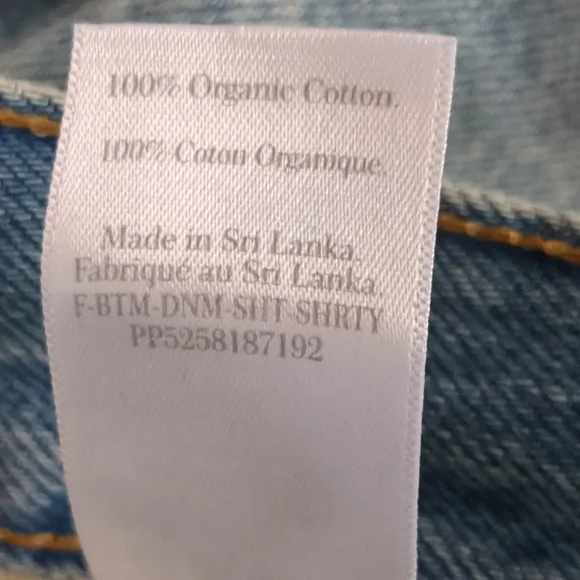 100% Organic Cotton.
100% Coton Organique.
Made in Sri Lanka.
Fabriqué au Sri Lanka.
F-BTM-DNM-SHT-SHRTY
PP5258187192